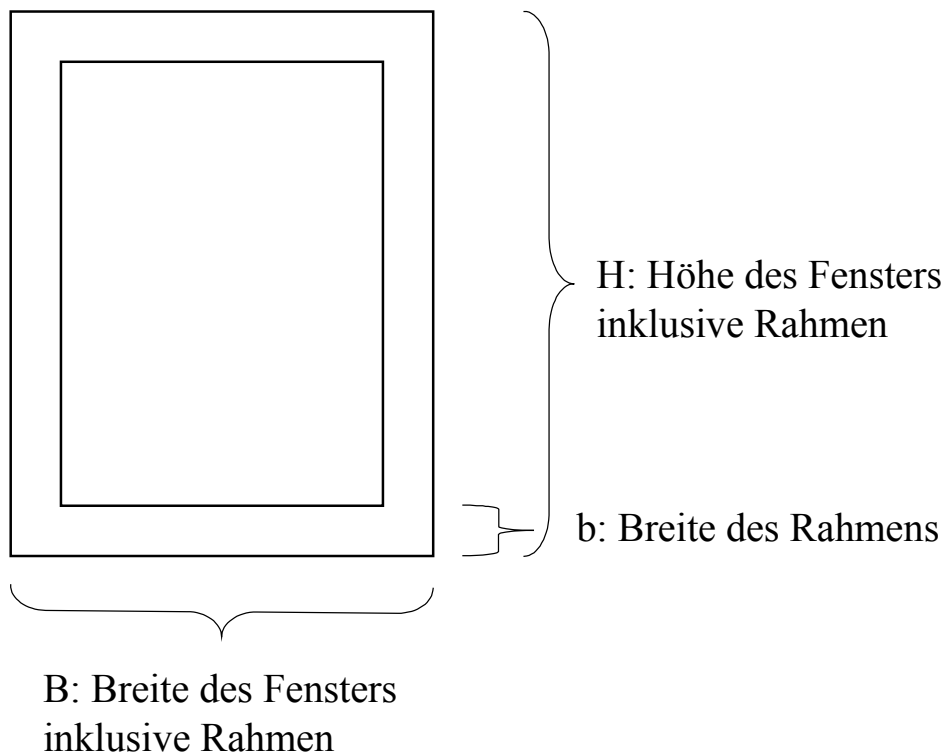 H: Höhe des Fensters
inklusive Rahmen
b: Breite des Rahmens
B: Breite des Fensters
inklusive Rahmen